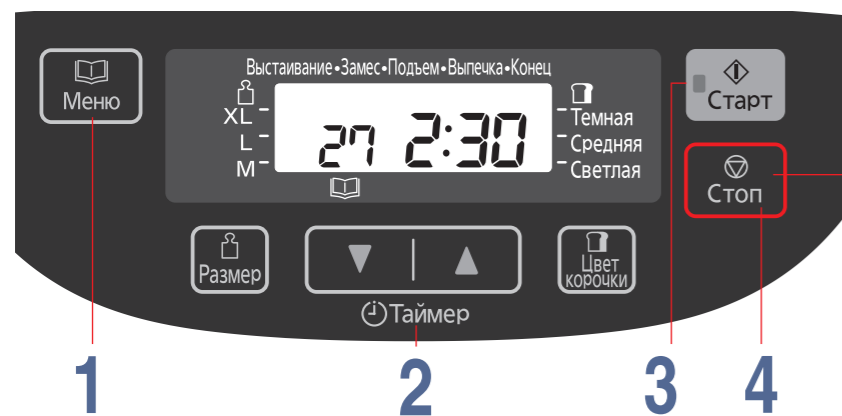 Выстаивание•Замес•Подъем•Выпечка•Конец
Меню
XL
L
M
27 2:30
Темная
Средняя
Светлая
Старт
Стоп
Размер
Таймер
Цвет
корочки
1
2
3
4